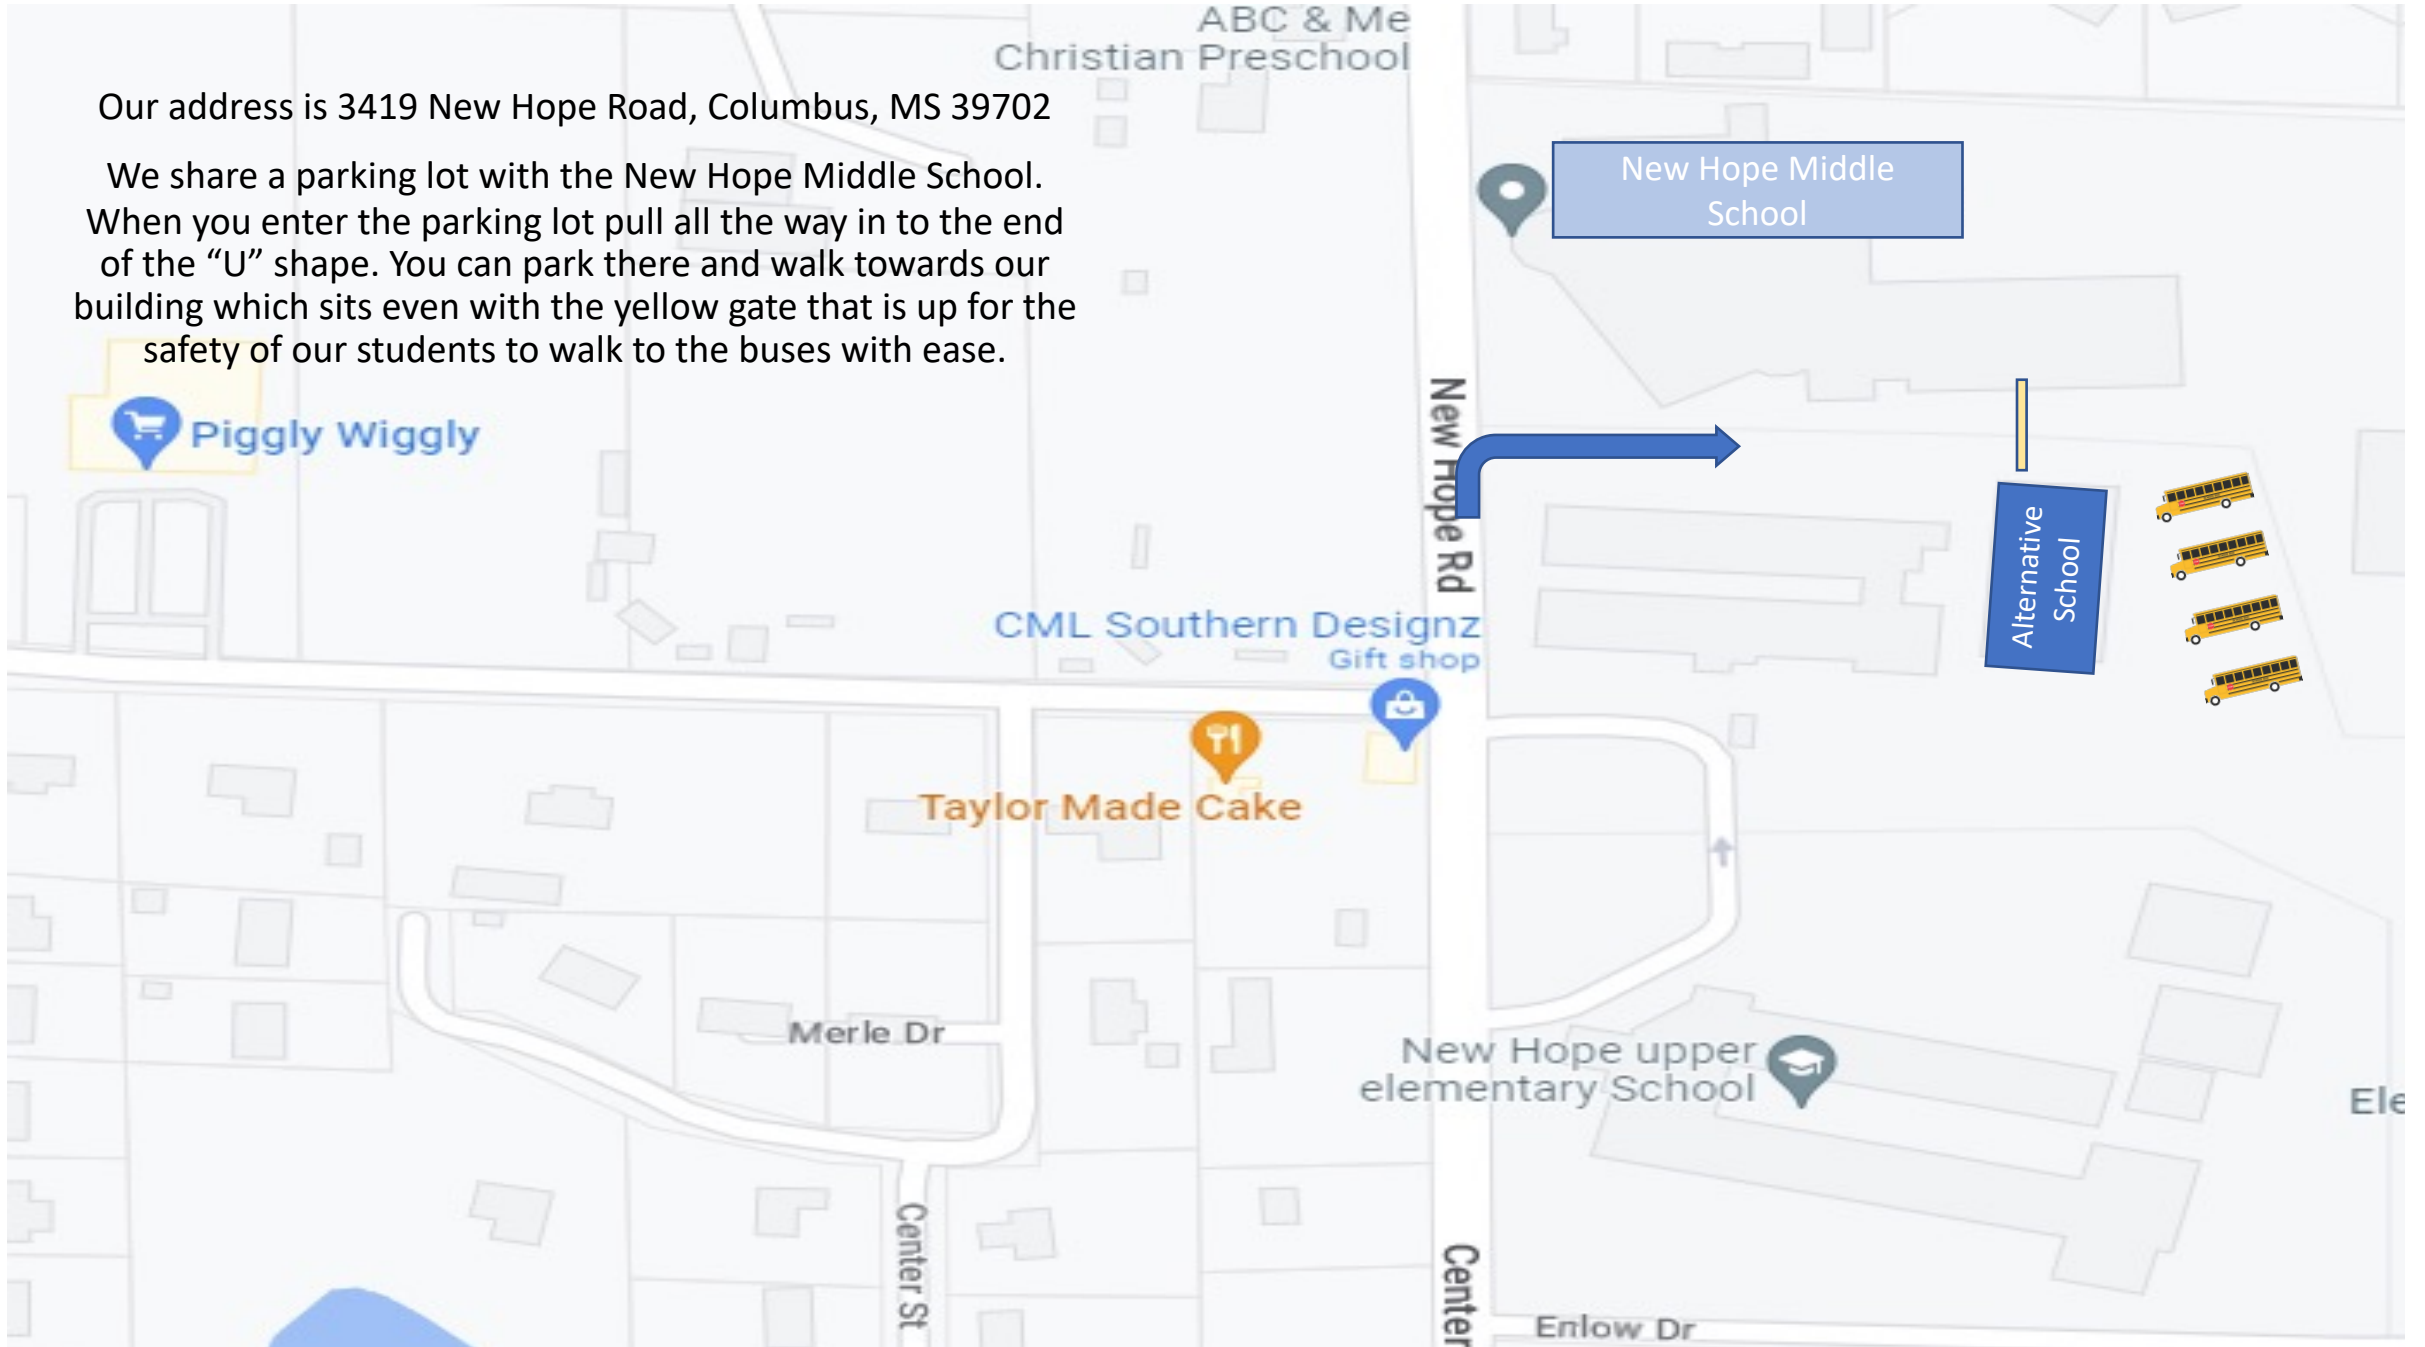 ABC & Me
Christian Preschool
Our address is 3419 New Hope Road, Columbus, MS 39702
We share a parking lot with the New Hope Middle School.
When you enter the parking lot pull all the way in to the end
of the “U” shape. You can park there and walk towards our
building which sits even with the yellow gate that is up for the
safety of our students to walk to the buses with ease.
New Hope Middle
School
Piggly Wiggly
New Hope Rd
Alternative
School
CML Southern Designz
Gift shop
Taylor Made Cake
Merle Dr
New Hope upper
elementary School
Ele
Center St
Center
Enlow Dr